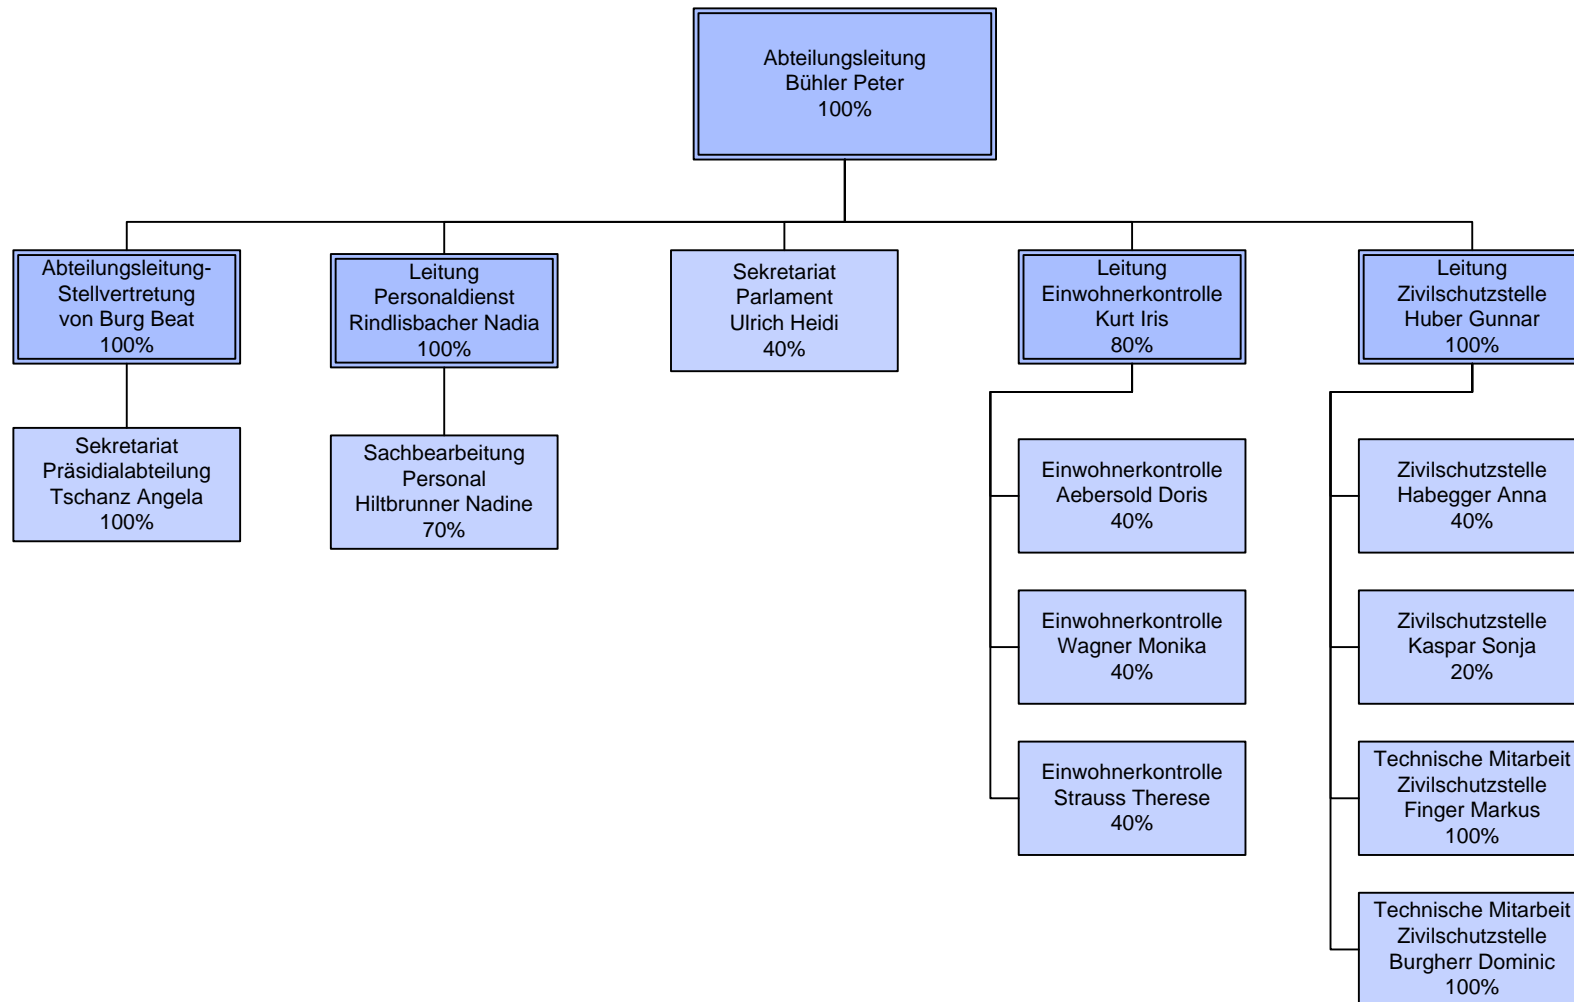 Abteilungsleitung
Bühler Peter
100%
Abteilungsleitung-
Stellvertretung
von Burg Beat
100%
Leitung
Personaldienst
Rindlisbacher Nadia
100%
Sekretariat
Parlament
Ulrich Heidi
40%
Leitung
Einwohnerkontrolle
Kurt Iris
80%
Leitung
Zivilschutzstelle
Huber Gunnar
100%
Sekretariat
Präsidialabteilung
Tschanz Angela
100%
Sachbearbeitung
Personal
Hiltbrunner Nadine
70%
Einwohnerkontrolle
Aebersold Doris
40%
Zivilschutzstelle
Habegger Anna
40%
Einwohnerkontrolle
Wagner Monika
40%
Zivilschutzstelle
Kaspar Sonja
20%
Einwohnerkontrolle
Strauss Therese
40%
Technische Mitarbeit
Zivilschutzstelle
Finger Markus
100%
Technische Mitarbeit
Zivilschutzstelle
Burgherr Dominic
100%